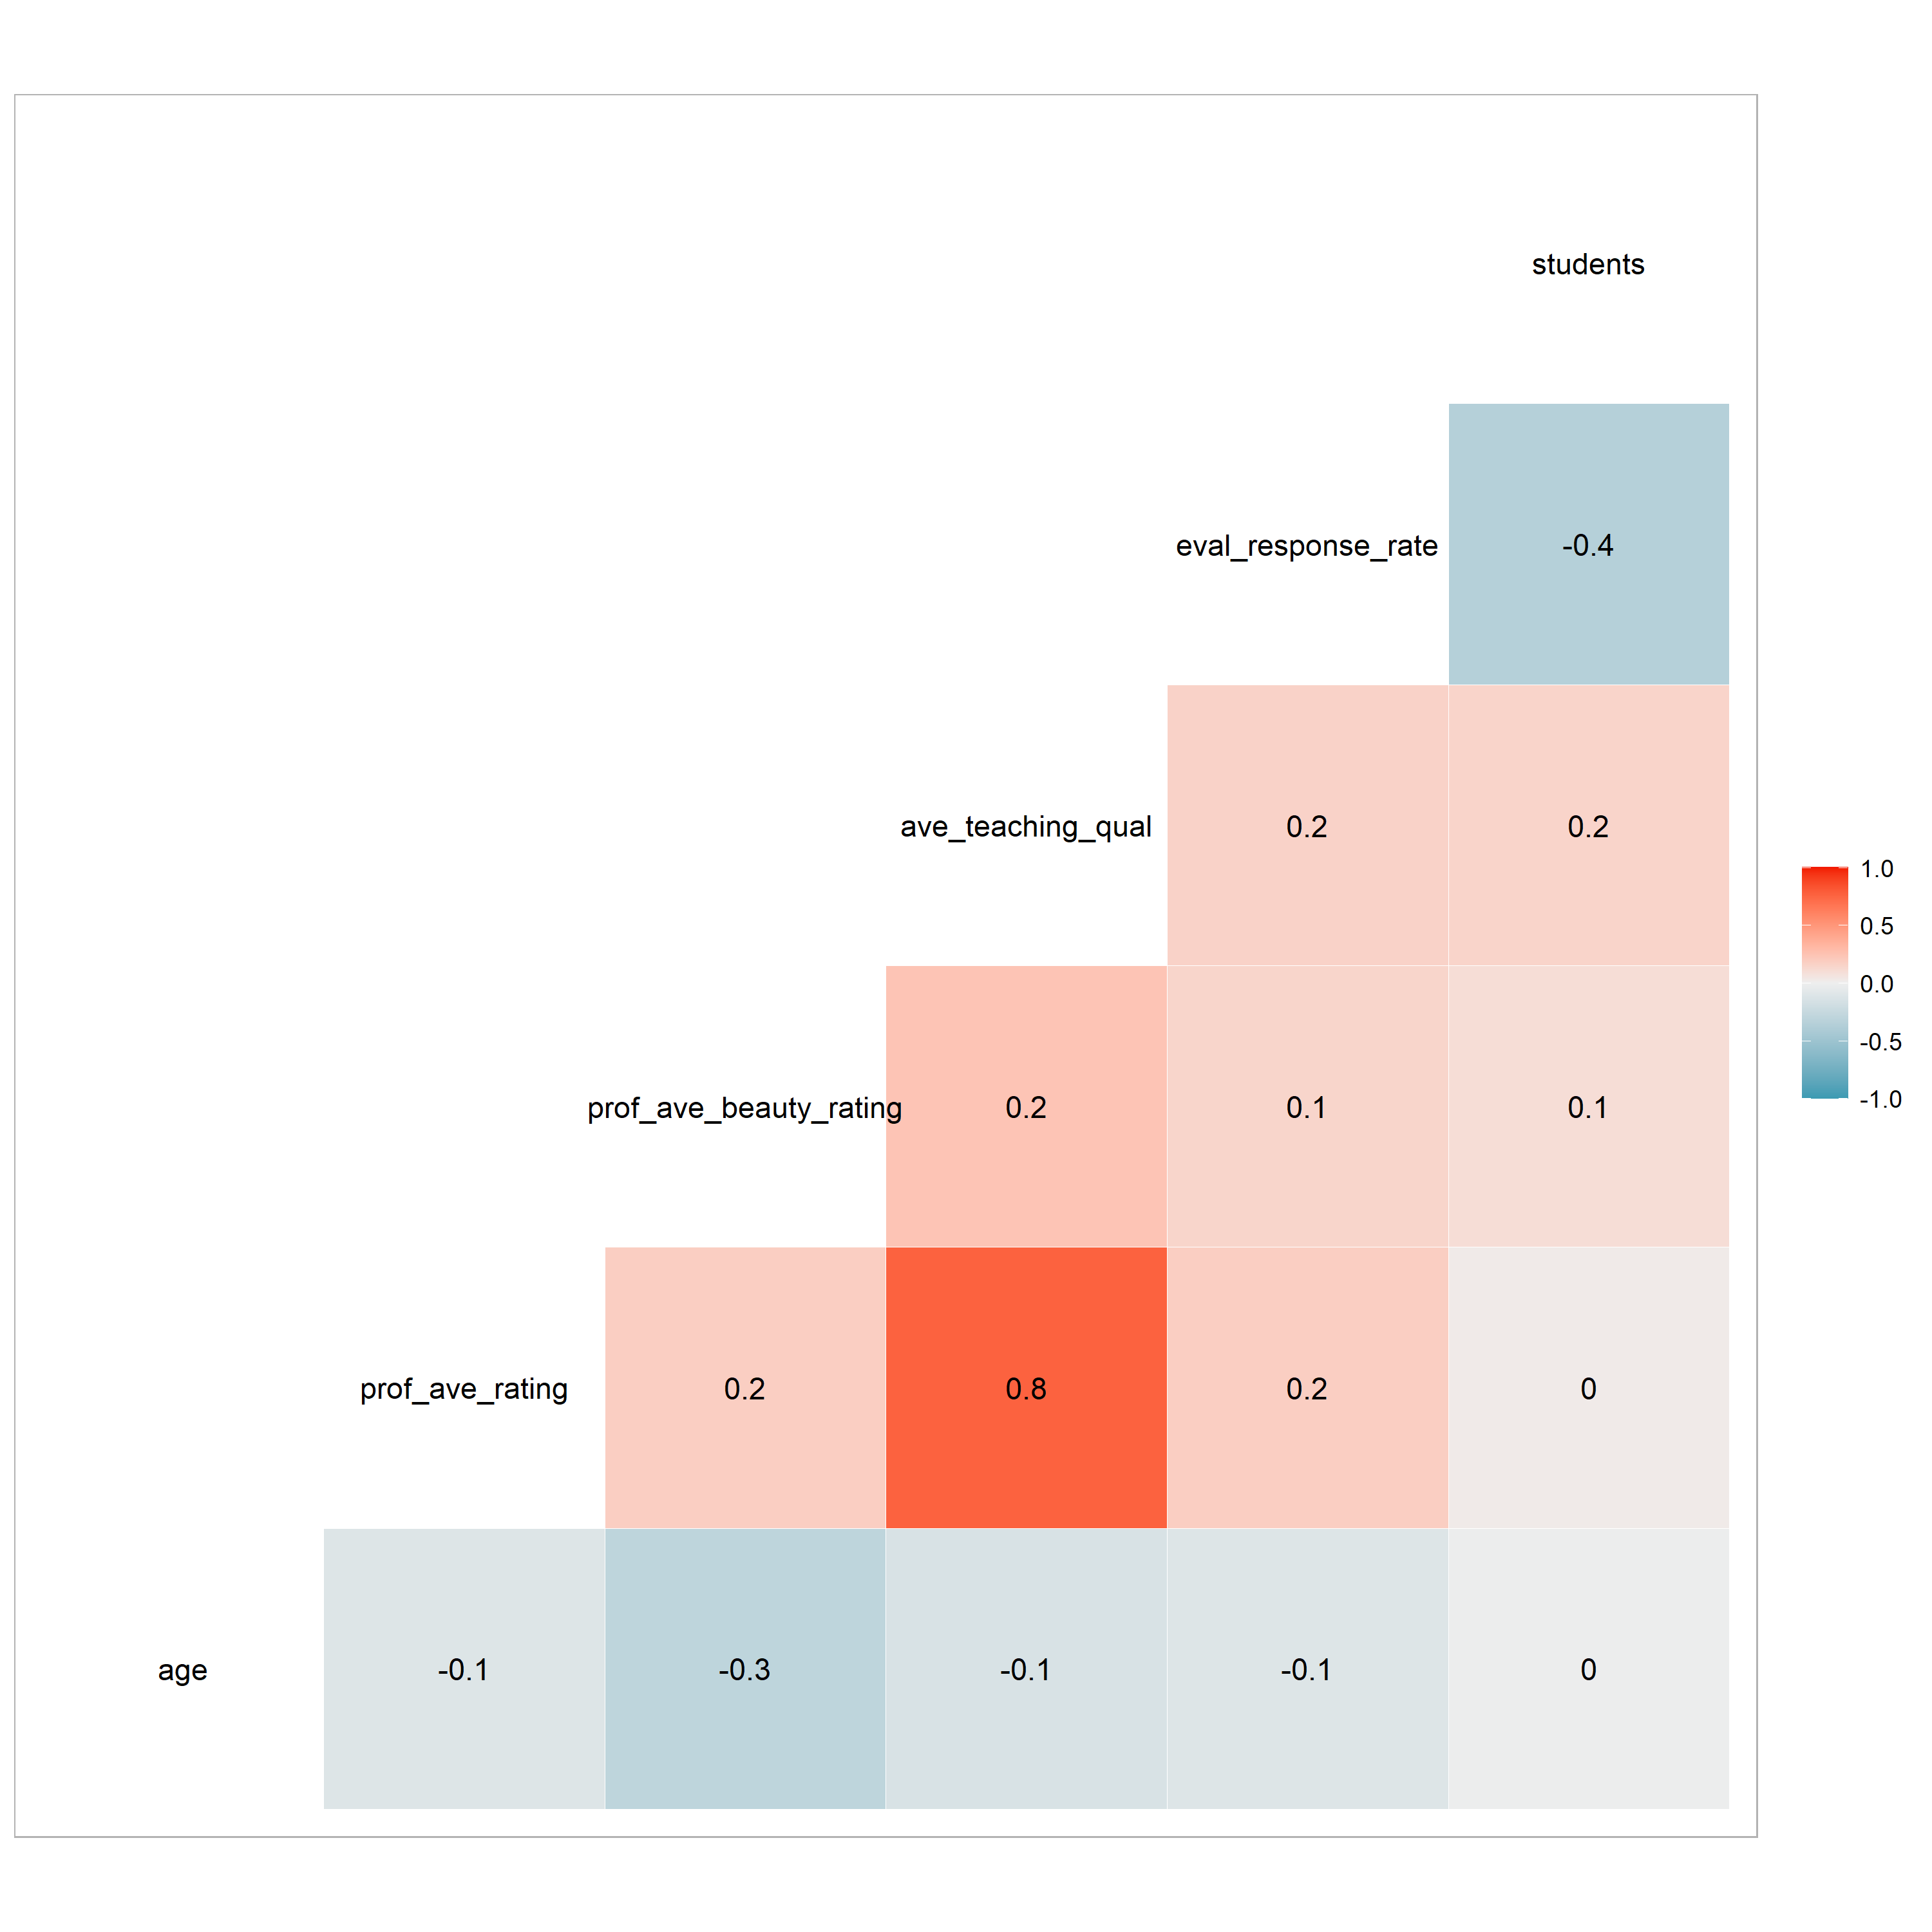 students
eval_response_rate -0.4
ave_teaching_qual 0.2 0.2
prof_ave_beauty_rating 0.2 0.1 0.1
prof_ave_rating 0.2 0.8 0.2 0
age -0.1 -0.3 -0.1 -0.1 0
1.0
0.5
0.0
-0.5
-1.0